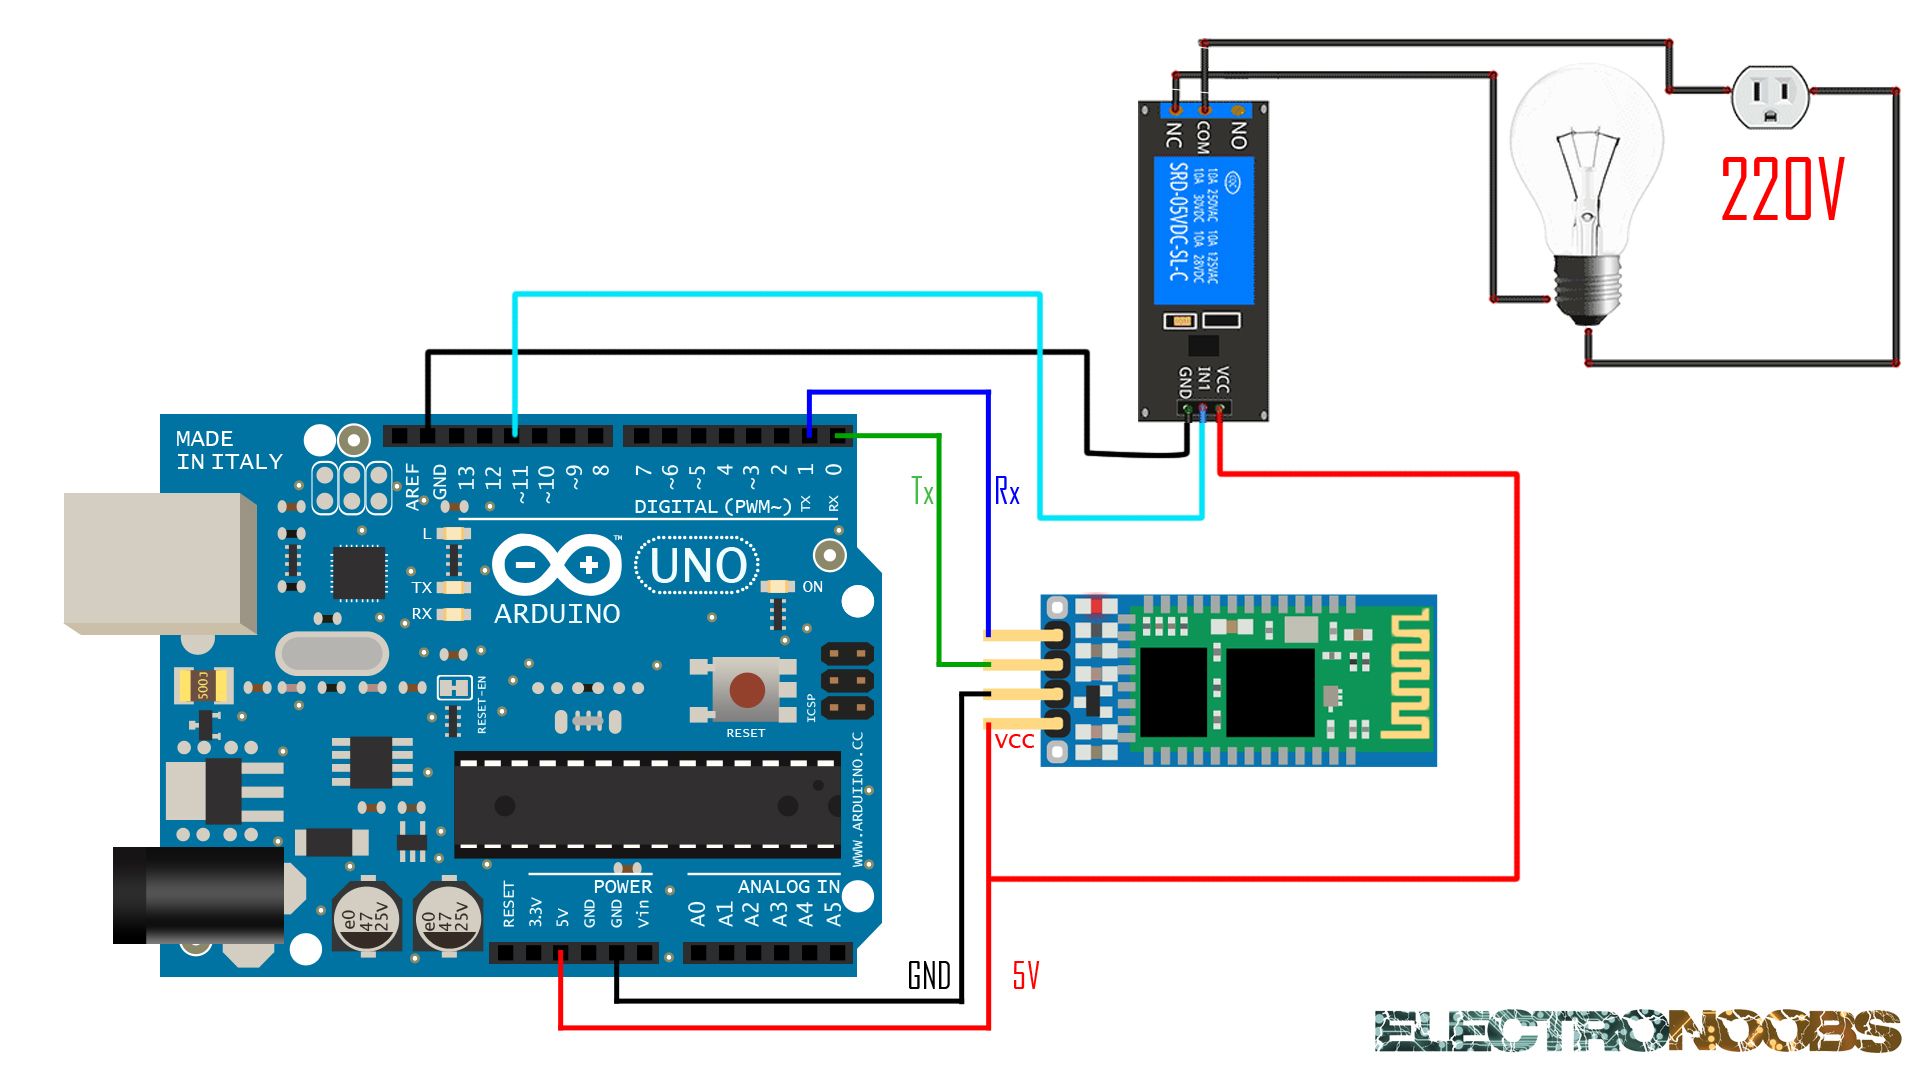 220V
NC
COM
NO
SRD-05VDC-SL-C
10A 250VAC 10A 125VAC
10A 30VDC 10A 28VDC
GND
IN1
VCC
Tx
Rx
MADE
IN ITALY
AREF
GND
13
12
~11
~10
~9
8
7
~6
~5
4
~3
2
1
0
TX
RX
DIGITAL (PWM~)
L
TX
RX
ARDUINO
TM
UNO
ON
RESET-EN
RESET
ICSP
500J
WWW.ARDUIINO.CC
VCC
e0
47
25V
e0
47
25V
POWER
ANALOG IN
RESET
3.3V
5V
GND
GND
Vin
A0
A1
A2
A3
A4
A5
GND
5V
ELECTRONOOBS